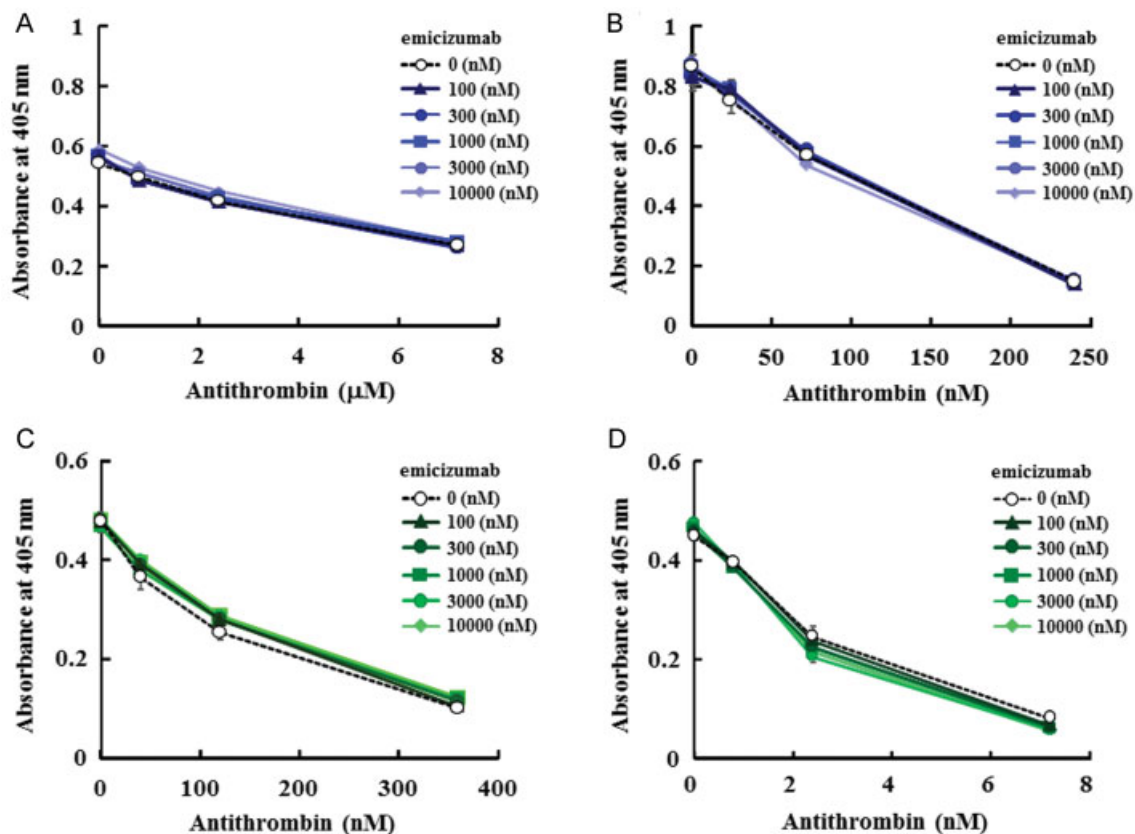 A
Absorbance at 405 nm
1
0.8
0.6
0.4
0.2
0
0 2 4 6 8
Antithrombin (μM)
emicizumab
0 (nM)
100 (nM)
300 (nM)
1000 (nM)
3000 (nM)
10000 (nM)
B
Absorbance at 405 nm
1
0.8
0.6
0.4
0.2
0
0 50 100 150 200 250
Antithrombin (nM)
emicizumab
0 (nM)
100 (nM)
300 (nM)
1000 (nM)
3000 (nM)
10000 (nM)
C
Absorbance at 405 nm
0.6
0.4
0.2
0
0 100 200 300 400
Antithrombin (nM)
emicizumab
0 (nM)
100 (nM)
300 (nM)
1000 (nM)
3000 (nM)
10000 (nM)
D
Absorbance at 405 nm
0.6
0.4
0.2
0
0 2 4 6 8
Antithrombin (nM)
emicizumab
0 (nM)
100 (nM)
300 (nM)
1000 (nM)
3000 (nM)
10000 (nM)